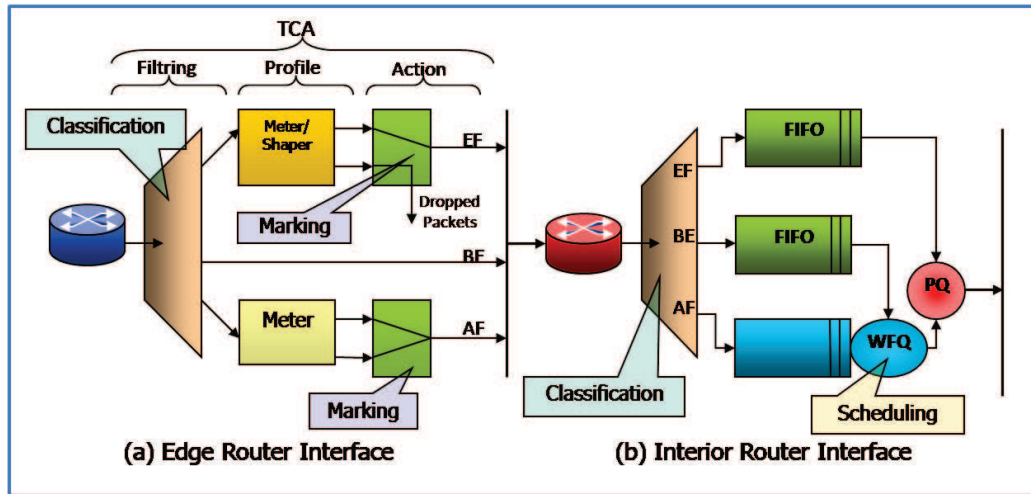 TCA
Filtring
Profile
Action
Classification
Meter/
Shaper
EF
Marking
Dropped
Packets
BE
Meter
AF
Marking
(a) Edge Router Interface
FIFO
EF
BE
FIFO
PQ
AF
WFQ
Classification
Scheduling
(b) Interior Router Interface